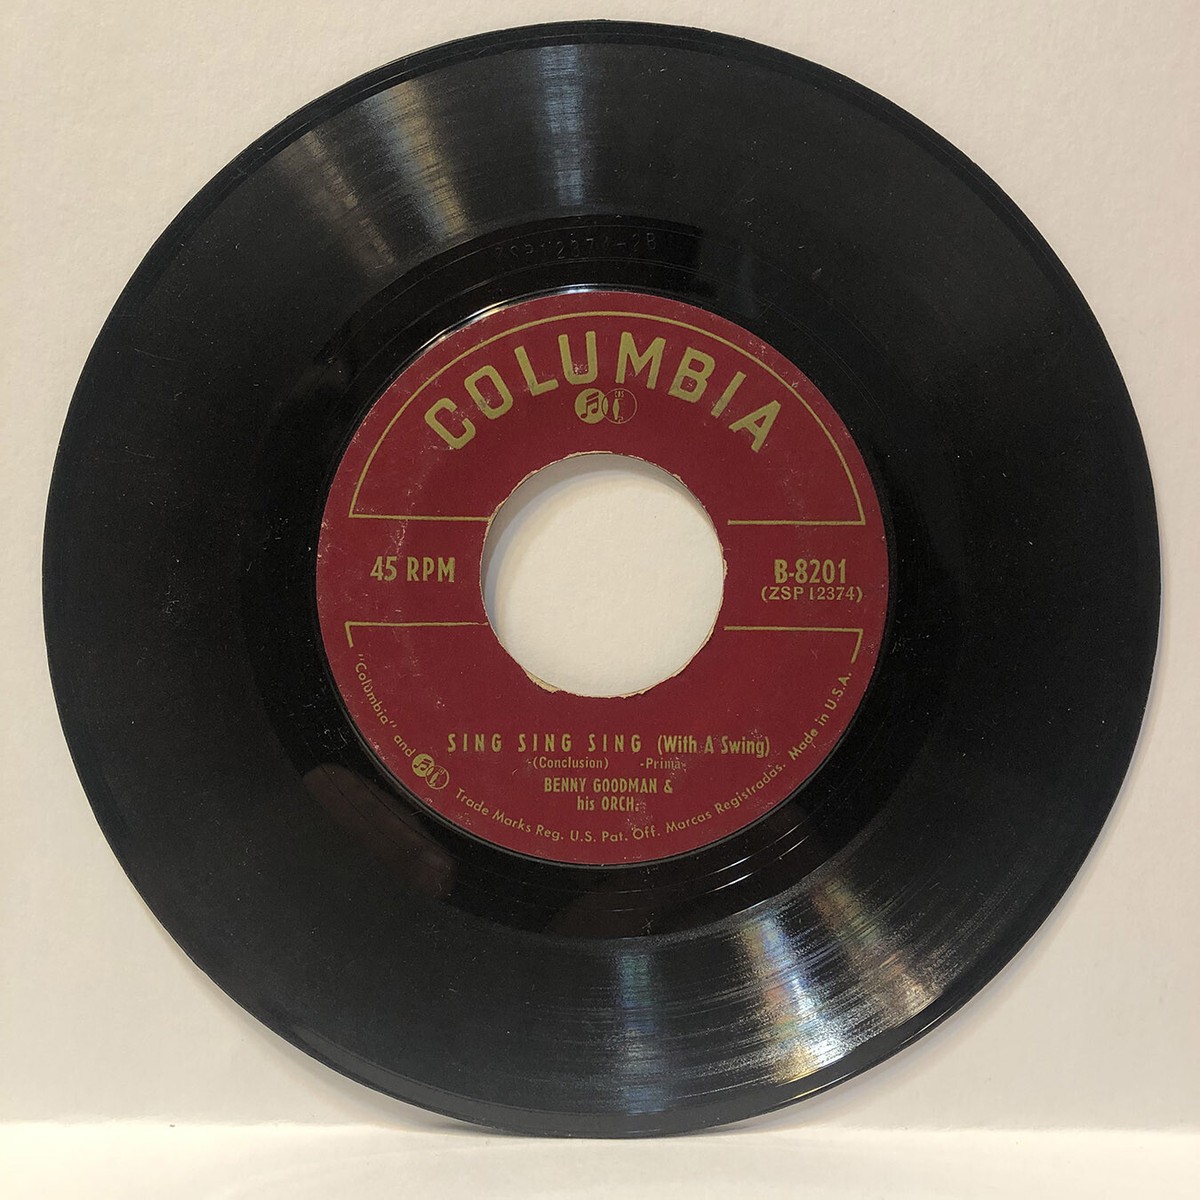 COLUMBIA
45 RPM
B-8201
(ZSP 12374)
SING SING SING (With A Swing)
-(Conclusion) -Prima-
BENNY GOODMAN &
his ORCH.
"Columbia" and Trade Marks Reg. U.S. Pat. Off. Marcas Registradas. Made in U.S.A.